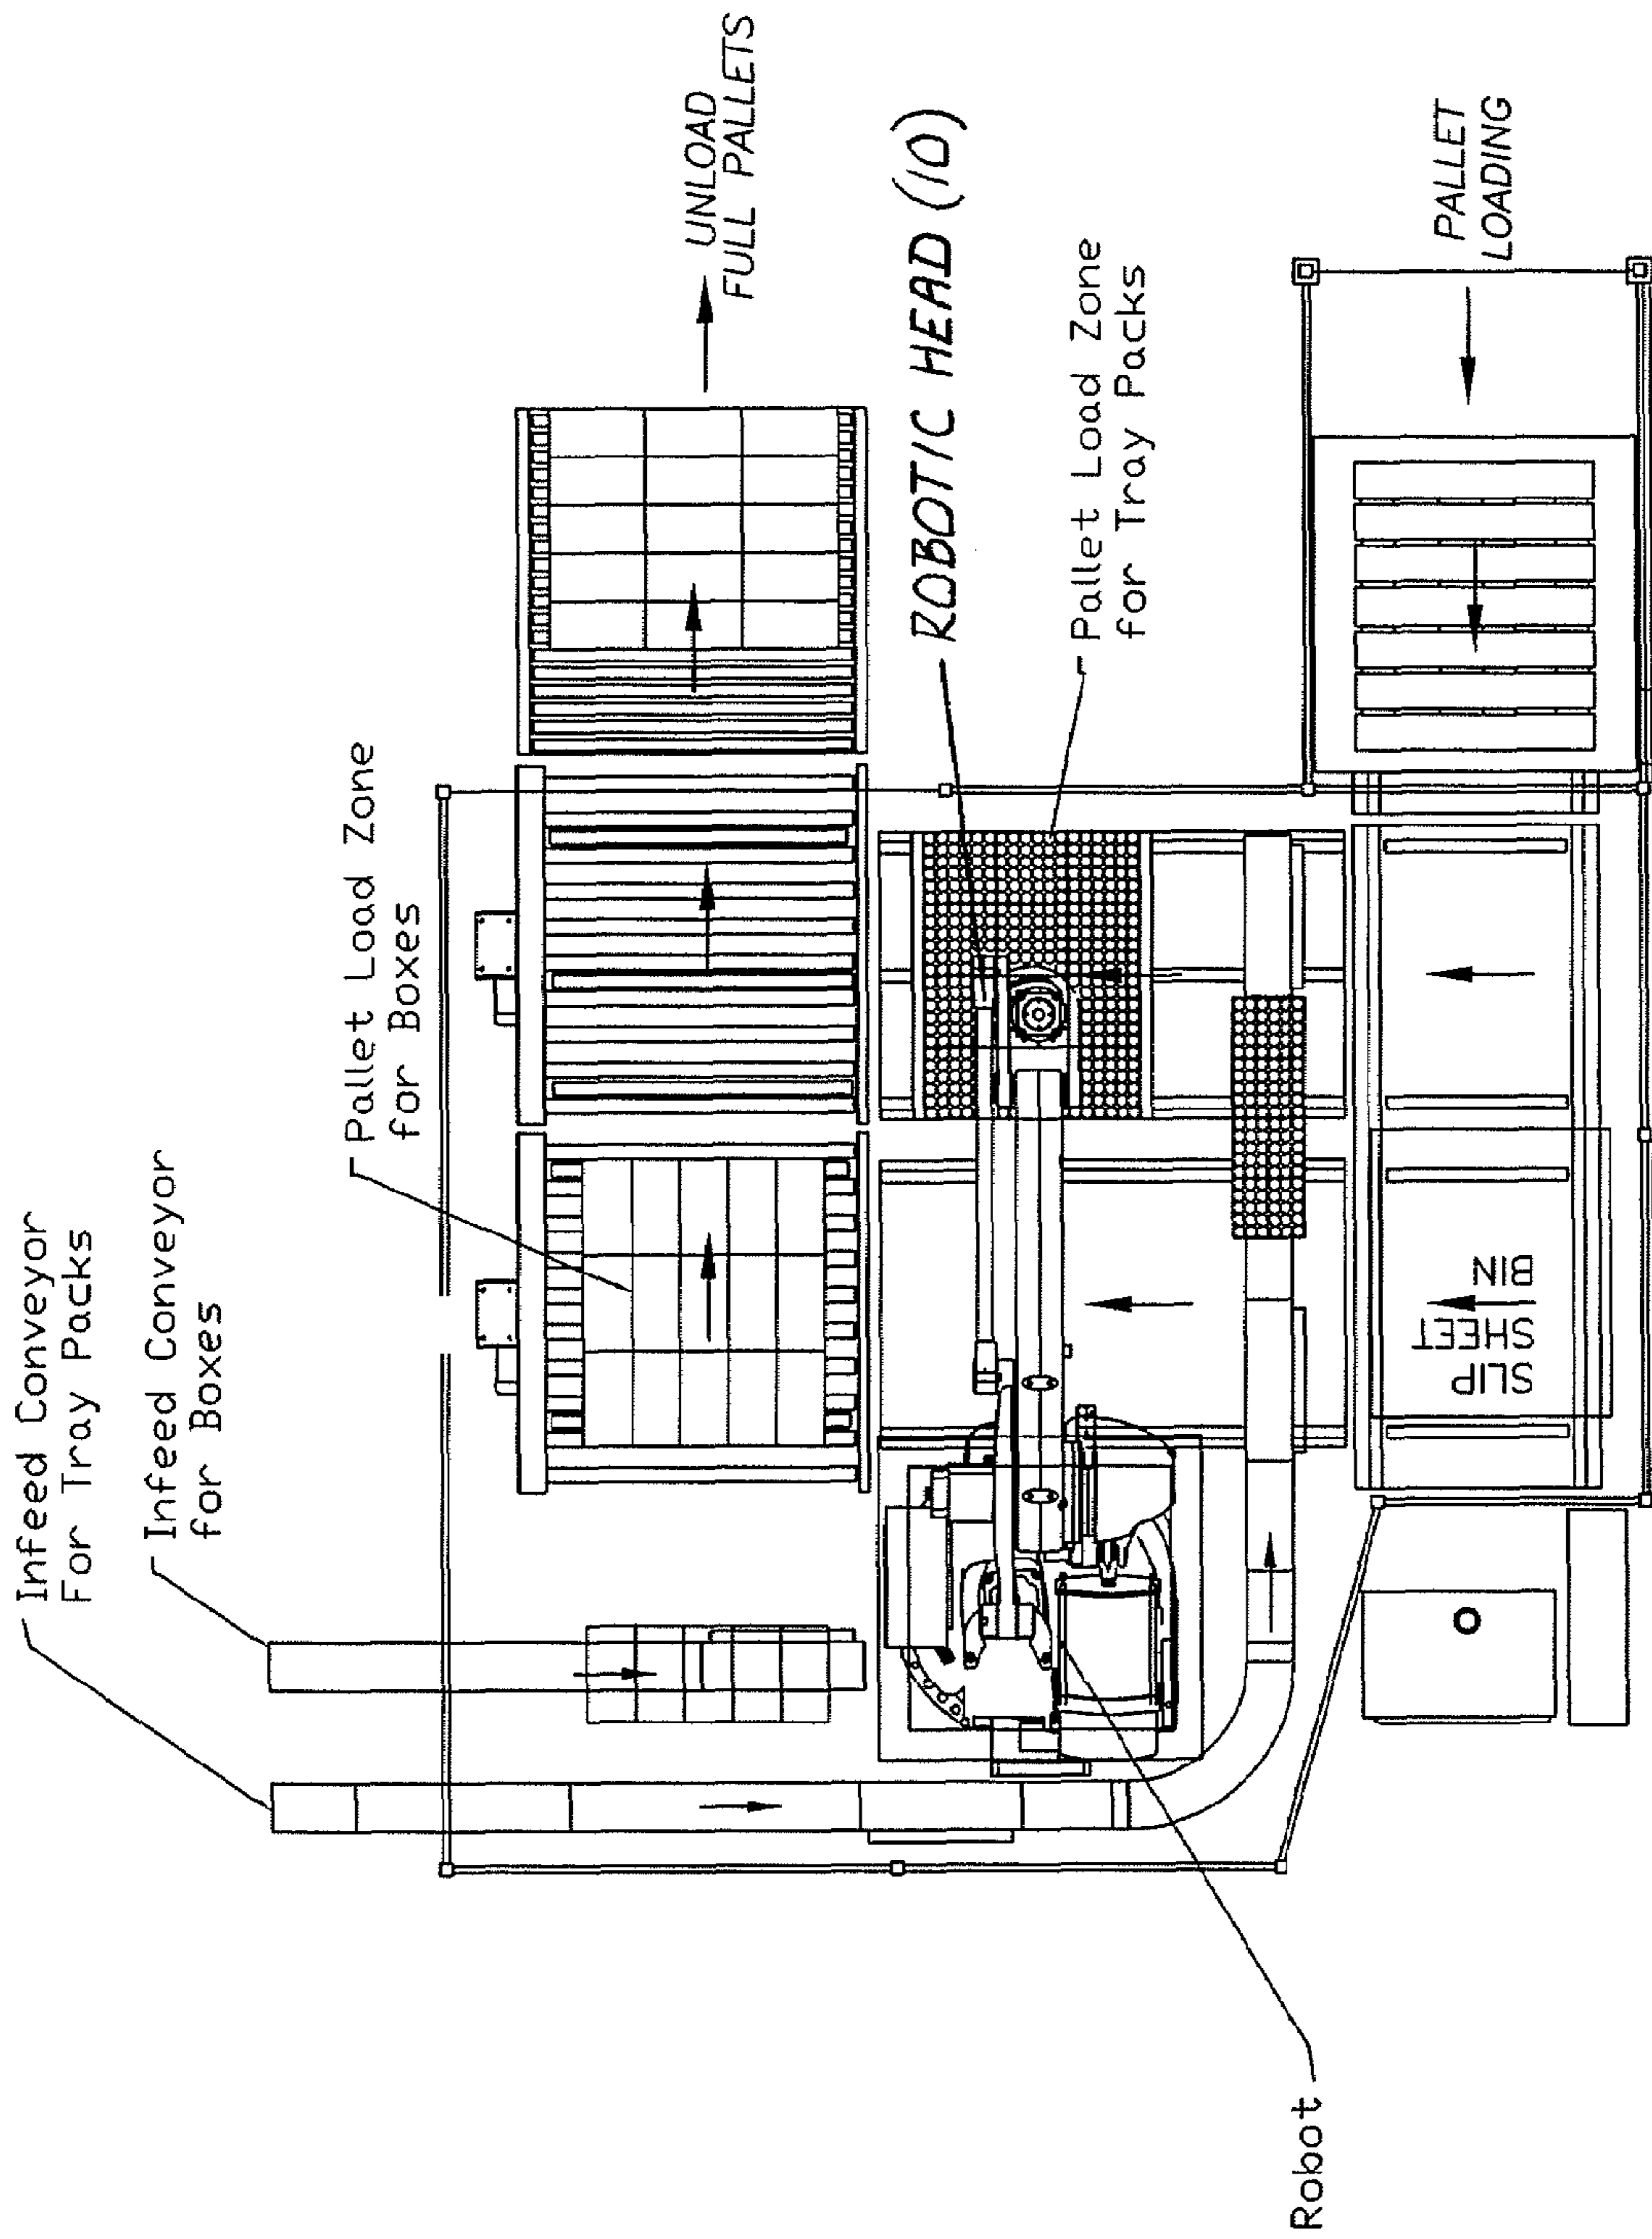 Infeed Conveyor
For Tray Packs
Infeed Conveyor
for Boxes
Pallet Load Zone
for Boxes
UNLOAD
FULL PALLETS
ROBOTIC HEAD (10)
Pallet Load Zone
for Tray Packs
PALLET
LOADING
SLIP
SHEET
BIN
Robot